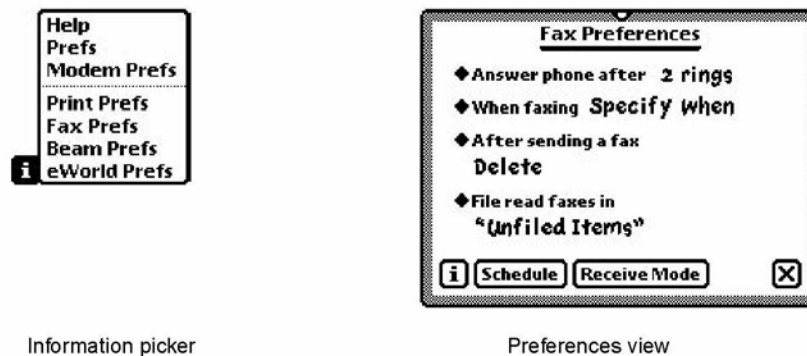 Help
Prefs
Modem Prefs
Print Prefs
Fax Prefs
Beam Prefs
i eWorld Prefs
Information picker
Fax Preferences
◆Answer phone after 2 rings
◆When faxing Specify when
◆After sending a fax
Delete
◆File read faxes in
“Unfiled Items”
i Schedule Receive Mode X
Preferences view